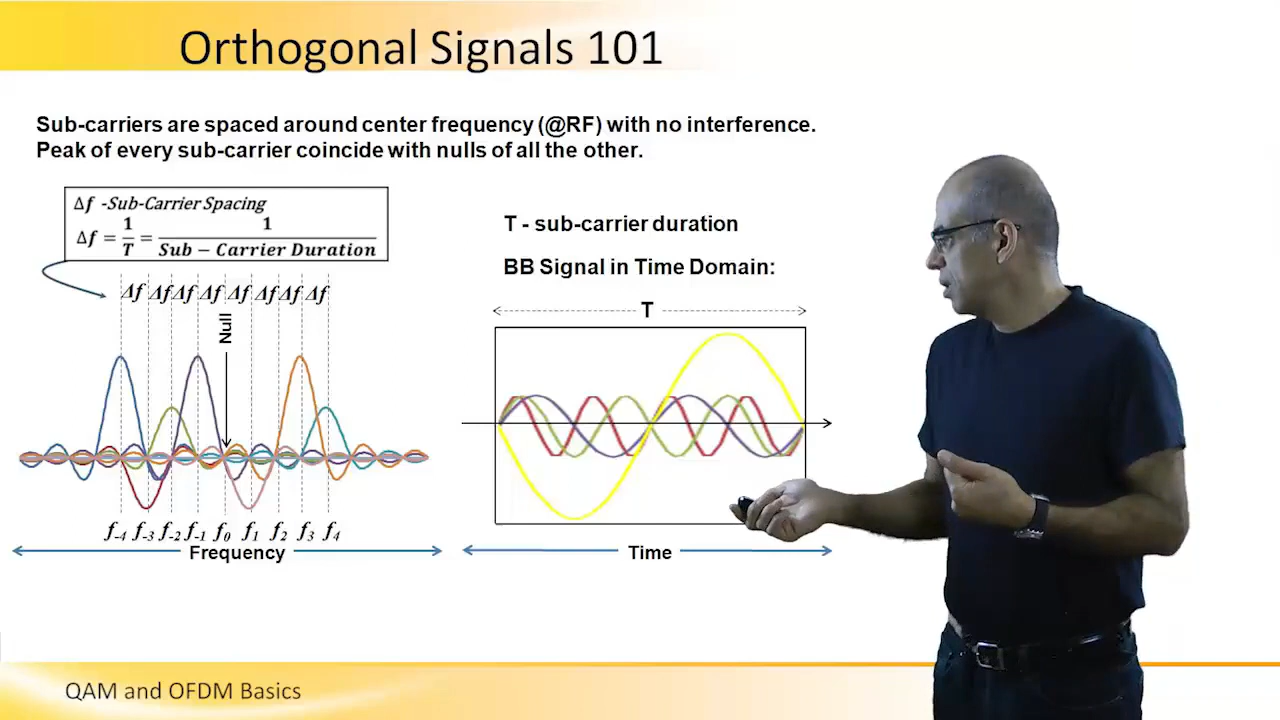 Orthogonal Signals 101
Sub-carriers are spaced around center frequency (@RF) with no interference.
Peak of every sub-carrier coincide with nulls of all the other.
Δf -Sub-Carrier Spacing
Δf = 1/T = 1/Sub − Carrier Duration
Δf Δf Δf Δf Δf Δf Δf Δf
Null
f-4 f-3 f-2 f-1 f0 f1 f2 f3 f4
Frequency
T - sub-carrier duration
BB Signal in Time Domain:
T
Time
QAM and OFDM Basics